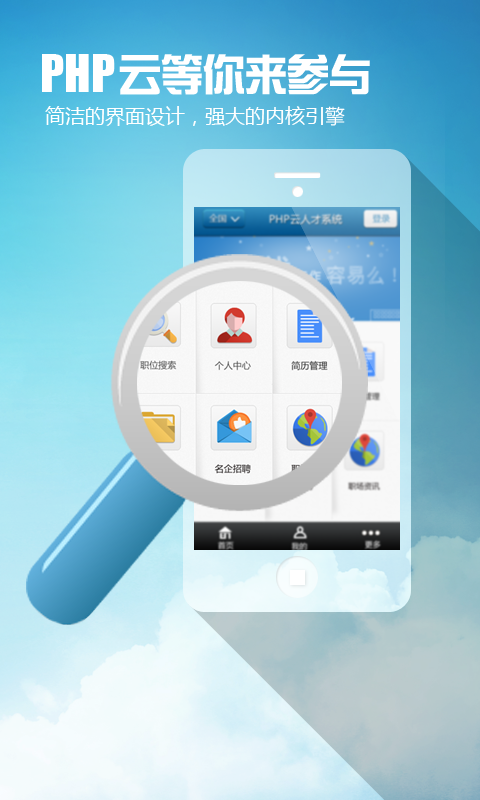 PHP云等你来参与
简洁的界面设计，强大的内核引擎
全国
PHP云人才系统
登录
容易么！
职位搜索
个人中心
简历管理
管理
名企招聘
职
职场资讯
首页
我的
更多